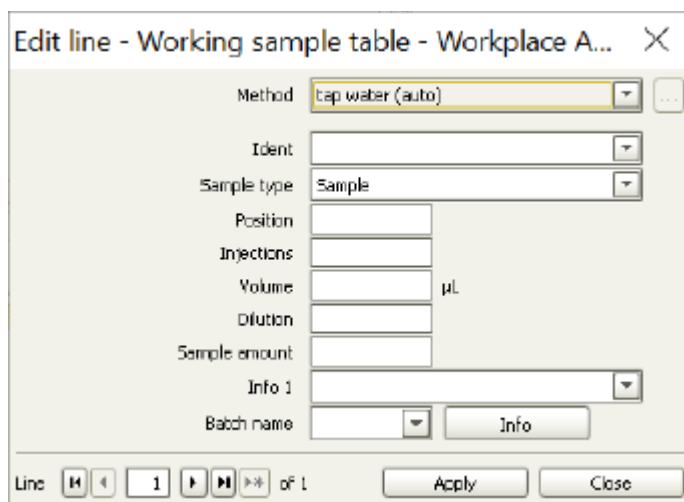 Edit line - Working sample table - Workplace A...
Method tap water (auto) ...
Ident
Sample type Sample
Position
Injections
Volume µL
Dilution
Sample amount
Info 1
Batch name Info
Line 1 of 1 Apply Close